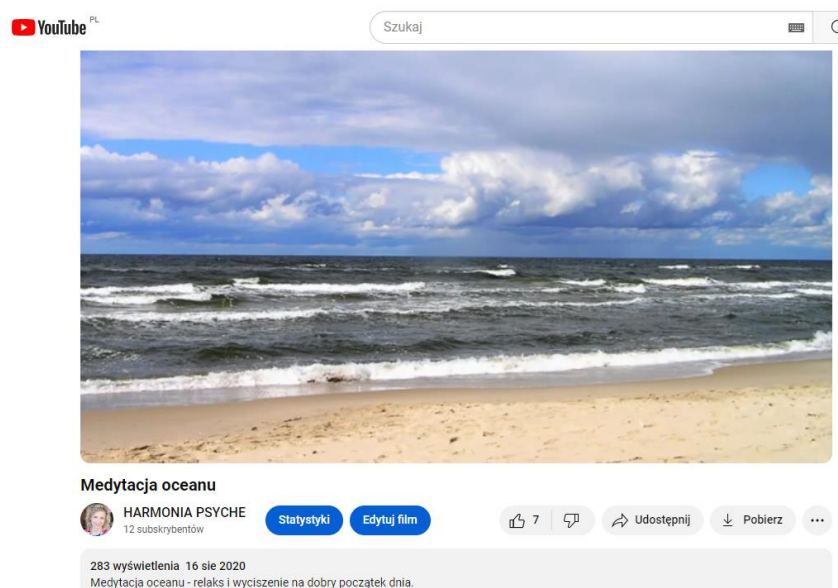 YouTube PL
Szukaj
Medytacja oceanu
HARMONIA PSYCHE
12 subskrybentów
Statystyki
Edytuj film
7
Udostępnij
Pobierz
283 wyświetlenia 16 sie 2020
Medytacja oceanu - relaks i wyciszenie na dobry początek dnia.